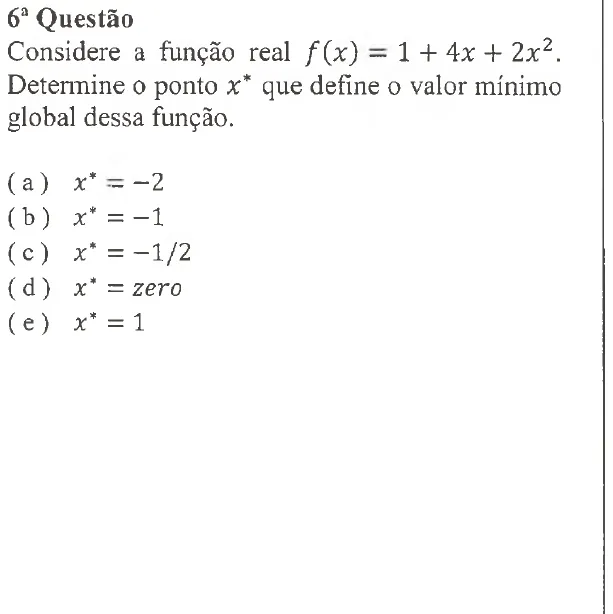 6ª Questão
Considere a função real f(x) = 1 + 4x + 2x².
Determine o ponto x* que define o valor mínimo
global dessa função.
( a ) x* = −2
( b ) x* = −1
( c ) x* = −1/2
( d ) x* = zero
( e ) x* = 1